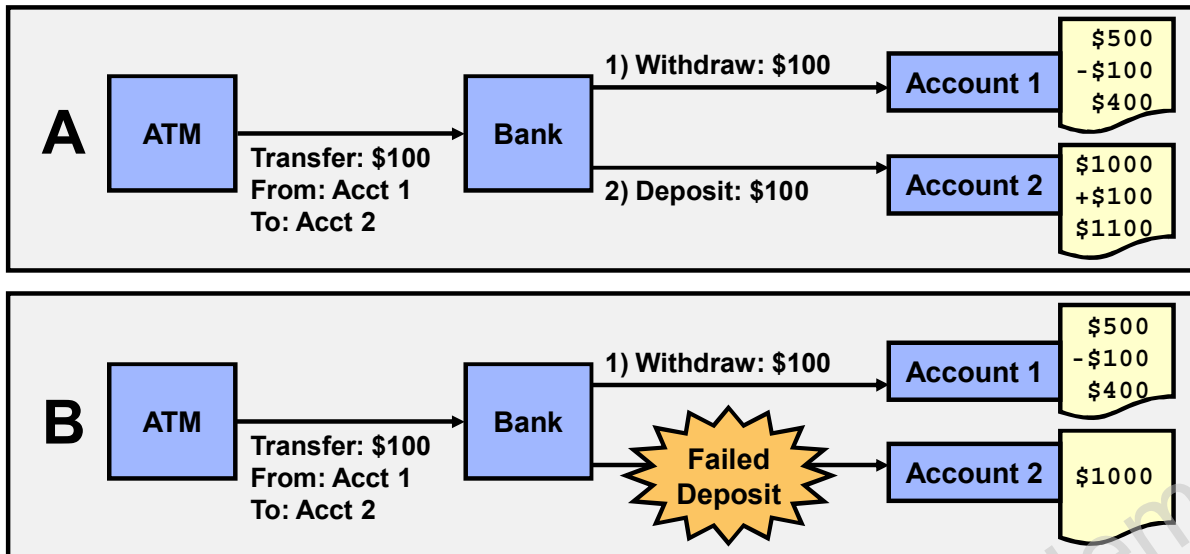 A
ATM
Transfer: $100
From: Acct 1
To: Acct 2
Bank
1) Withdraw: $100
2) Deposit: $100
Account 1
$500
-$100
$400
Account 2
$1000
+$100
$1100
B
ATM
Transfer: $100
From: Acct 1
To: Acct 2
Bank
1) Withdraw: $100
Failed
Deposit
Account 1
$500
-$100
$400
Account 2
$1000